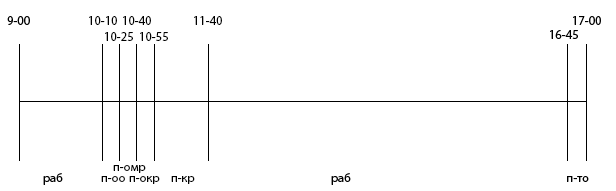 9-00 10-10 10-40 11-40 17-00
10-25 10-55 16-45
п-омр
раб п-оо п-окр п-кр раб п-то